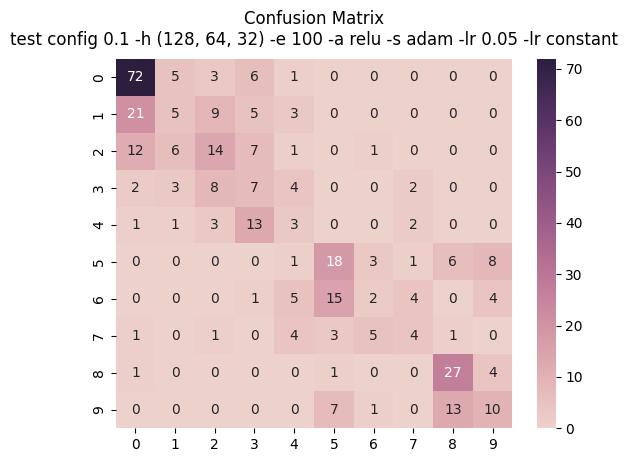 Confusion Matrix
test config 0.1 -h (128, 64, 32) -e 100 -a relu -s adam -lr 0.05 -lr constant
0 72 5 3 6 1 0 0 0 0 0
1 21 5 9 5 3 0 0 0 0 0
2 12 6 14 7 1 0 1 0 0 0
3 2 3 8 7 4 0 0 2 0 0
4 1 1 3 13 3 0 0 2 0 0
5 0 0 0 0 1 18 3 1 6 8
6 0 0 0 1 5 15 2 4 0 4
7 1 0 1 0 4 3 5 4 1 0
8 1 0 0 0 0 1 0 0 27 4
9 0 0 0 0 0 7 1 0 13 10
0 1 2 3 4 5 6 7 8 9
70
60
50
40
30
20
10
0